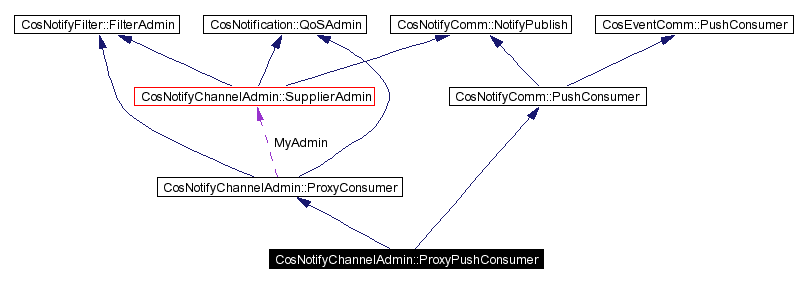 CosNotifyFilter::FilterAdmin
CosNotification::QoSAdmin
CosNotifyComm::NotifyPublish
CosEventComm::PushConsumer
CosNotifyChannelAdmin::SupplierAdmin
CosNotifyComm::PushConsumer
MyAdmin
CosNotifyChannelAdmin::ProxyConsumer
CosNotifyChannelAdmin::ProxyPushConsumer